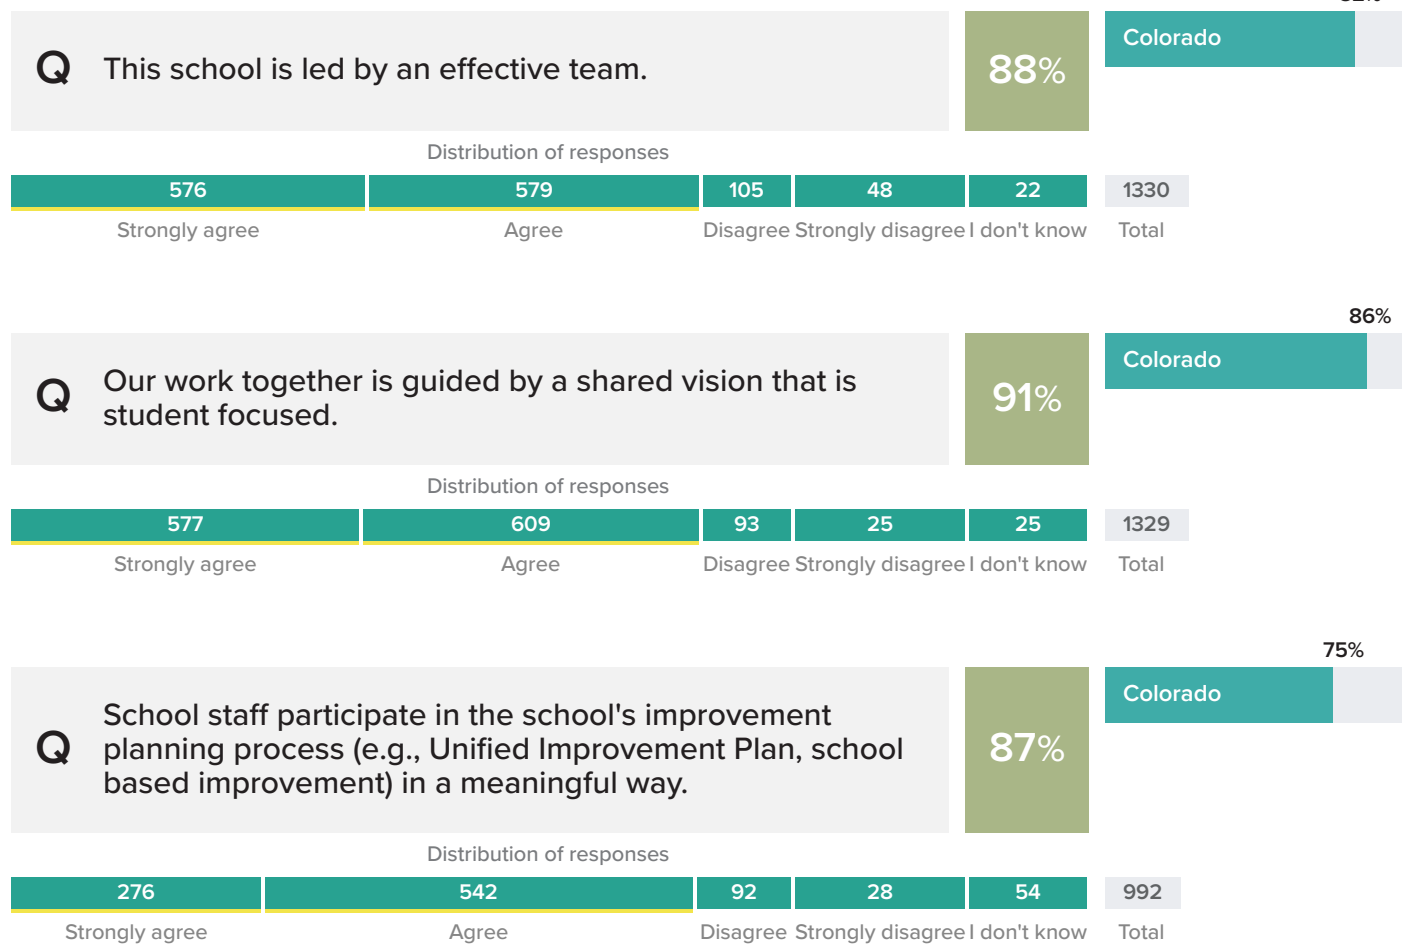 Q This school is led by an effective team.
88%
Colorado
Distribution of responses
576 579 105 48 22 1330
Strongly agree Agree Disagree Strongly disagree I don't know Total
86%
Q Our work together is guided by a shared vision that is
student focused.
91%
Colorado
Distribution of responses
577 609 93 25 25 1329
Strongly agree Agree Disagree Strongly disagree I don't know Total
75%
Q School staff participate in the school's improvement
planning process (e.g., Unified Improvement Plan, school
based improvement) in a meaningful way.
87%
Colorado
Distribution of responses
276 542 92 28 54 992
Strongly agree Agree Disagree Strongly disagree I don't know Total